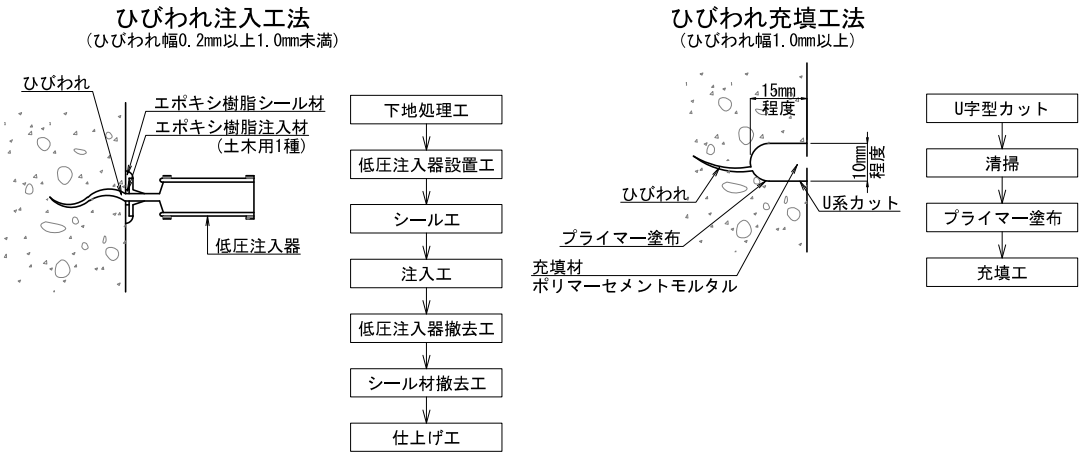 ひびわれ注入工法
(ひびわれ幅0.2mm以上1.0mm未満)
ひびわれ
エポキシ樹脂シール材
エポキシ樹脂注入材
(土木用1種)
低圧注入器
下地処理工
低圧注入器設置工
シール工
注入工
低圧注入器撤去工
シール材撤去工
仕上げ工
ひびわれ充填工法
(ひびわれ幅1.0mm以上)
15mm
程度
10mm
程度
ひびわれ
U系カット
プライマー塗布
充填材
ポリマーセメントモルタル
U字型カット
清掃
プライマー塗布
充填工